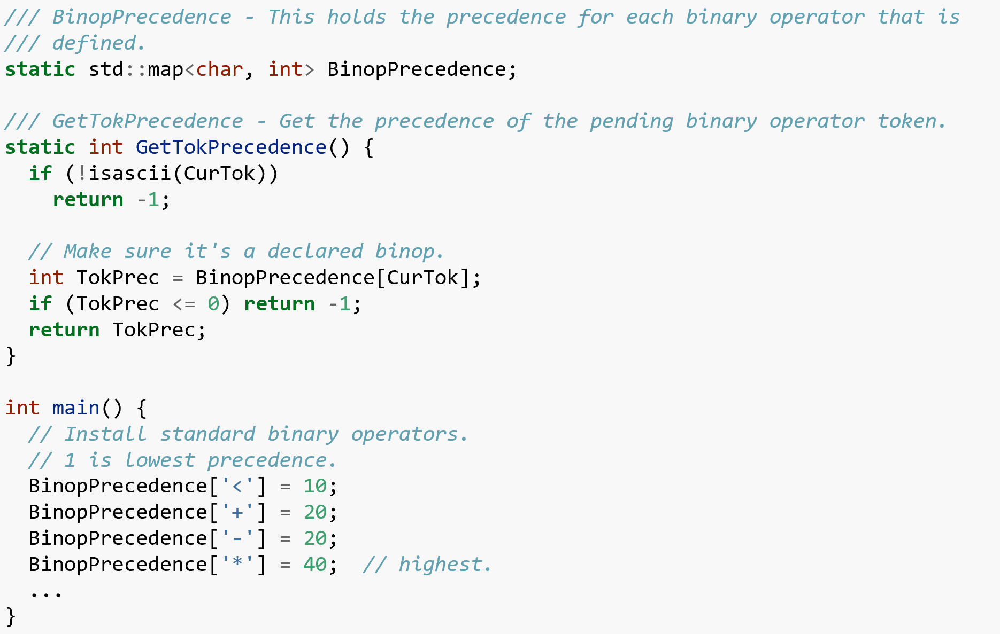 /// BinopPrecedence - This holds the precedence for each binary operator that is
/// defined.
static std::map<char, int> BinopPrecedence;

/// GetTokPrecedence - Get the precedence of the pending binary operator token.
static int GetTokPrecedence() {
  if (!isascii(CurTok))
    return -1;

  // Make sure it's a declared binop.
  int TokPrec = BinopPrecedence[CurTok];
  if (TokPrec <= 0) return -1;
  return TokPrec;
}

int main() {
  // Install standard binary operators.
  // 1 is lowest precedence.
  BinopPrecedence['<'] = 10;
  BinopPrecedence['+'] = 20;
  BinopPrecedence['-'] = 20;
  BinopPrecedence['*'] = 40;  // highest.
  ...
}